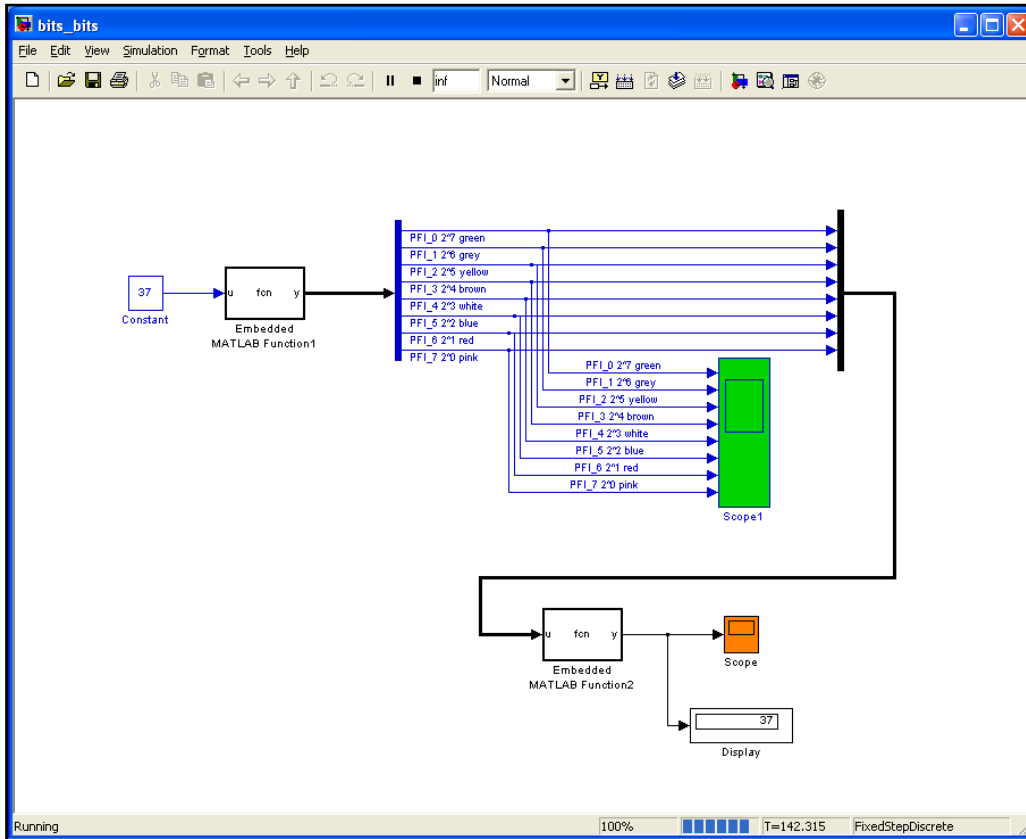 bits_bits
File Edit View Simulation Format Tools Help
inf Normal
PFI_0 2^7 green
PFI_1 2^6 grey
PFI_2 2^5 yellow
PFI_3 2^4 brown
PFI_4 2^3 white
PFI_5 2^2 blue
PFI_6 2^1 red
PFI_7 2^0 pink
37
Constant
u fcn y
Embedded
MATLAB Function1
PFI_0 2^7 green
PFI_1 2^6 grey
PFI_2 2^5 yellow
PFI_3 2^4 brown
PFI_4 2^3 white
PFI_5 2^2 blue
PFI_6 2^1 red
PFI_7 2^0 pink
Scope1
u fcn y
Embedded
MATLAB Function2
Scope
37
Display
Running 100% T=142.315 FixedStepDiscrete